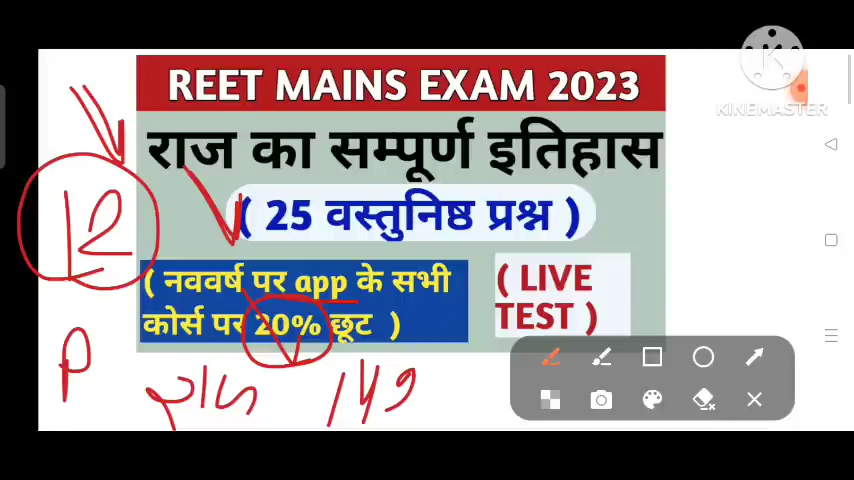 KINEMASTER
REET MAINS EXAM 2023
राज का सम्पूर्ण इतिहास
( 25 वस्तुनिष्ठ प्रश्न )
( नववर्ष पर app के सभी
कोर्स पर 20% छूट )
( LIVE
TEST )
12
P
149